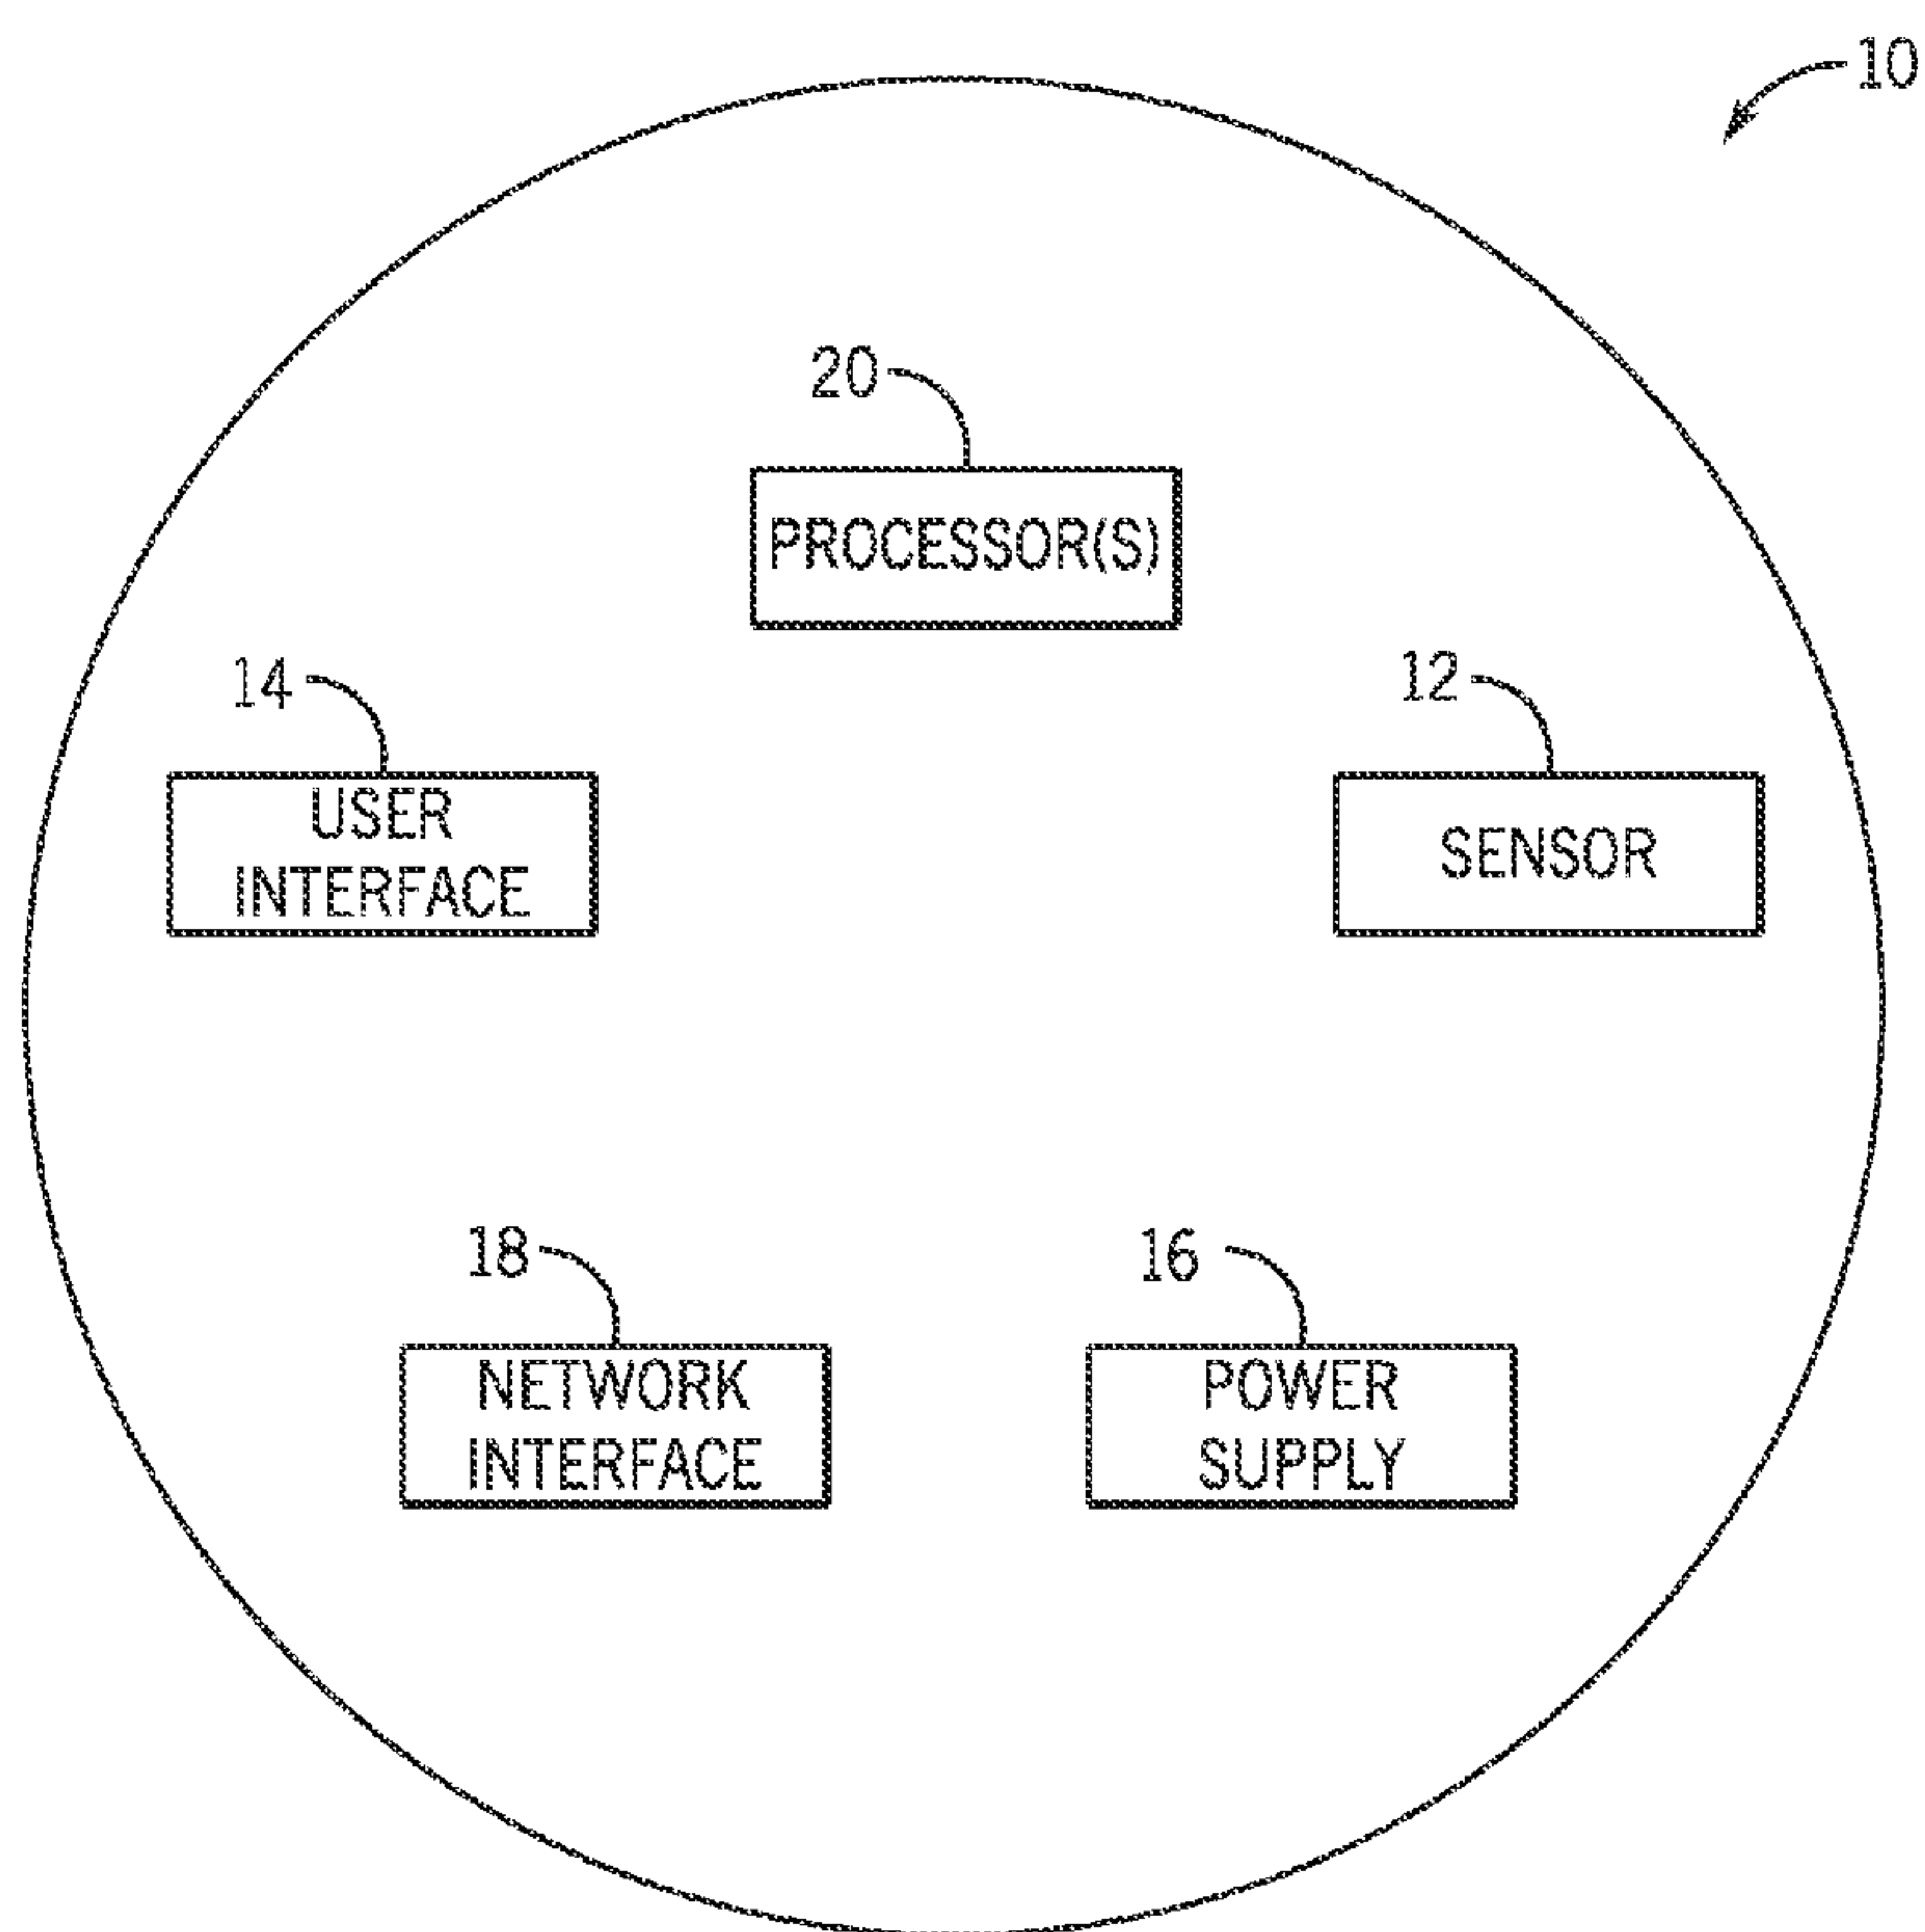 10
20
PROCESSOR(S)
14
USER
INTERFACE
12
SENSOR
18
NETWORK
INTERFACE
16
POWER
SUPPLY